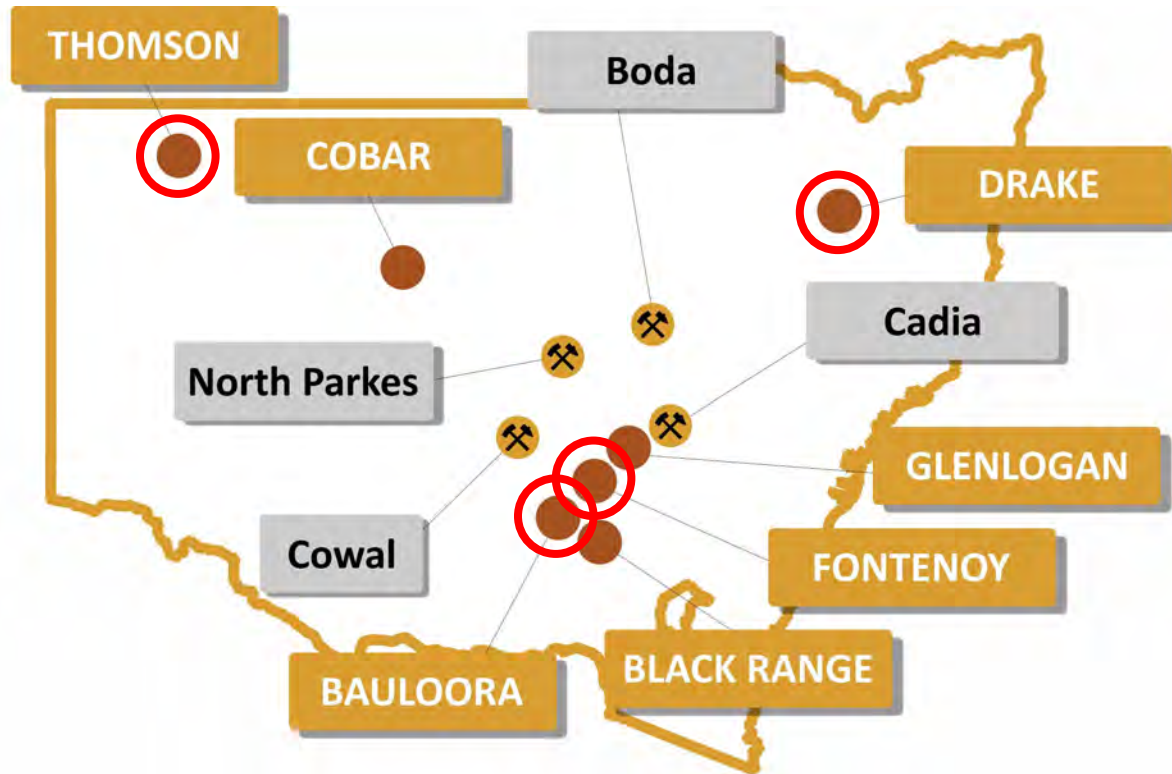 THOMSON
Boda
COBAR
DRAKE
Cadia
North Parkes
GLENLOGAN
Cowal
FONTENOY
BLACK RANGE
BAULOORA